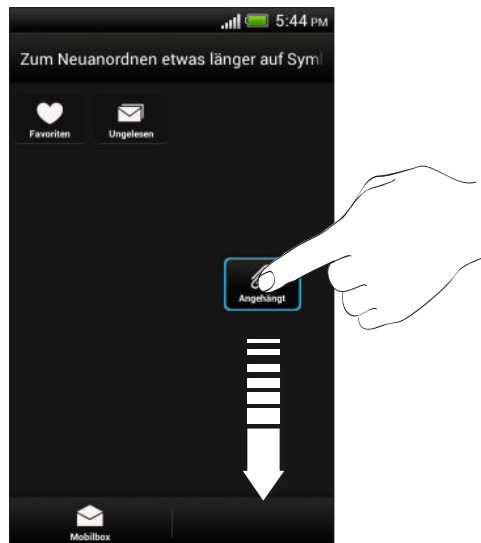 5:44 PM
Zum Neuanordnen etwas länger auf Sym
Favoriten Ungelesen
Angehängt
Mobilbox